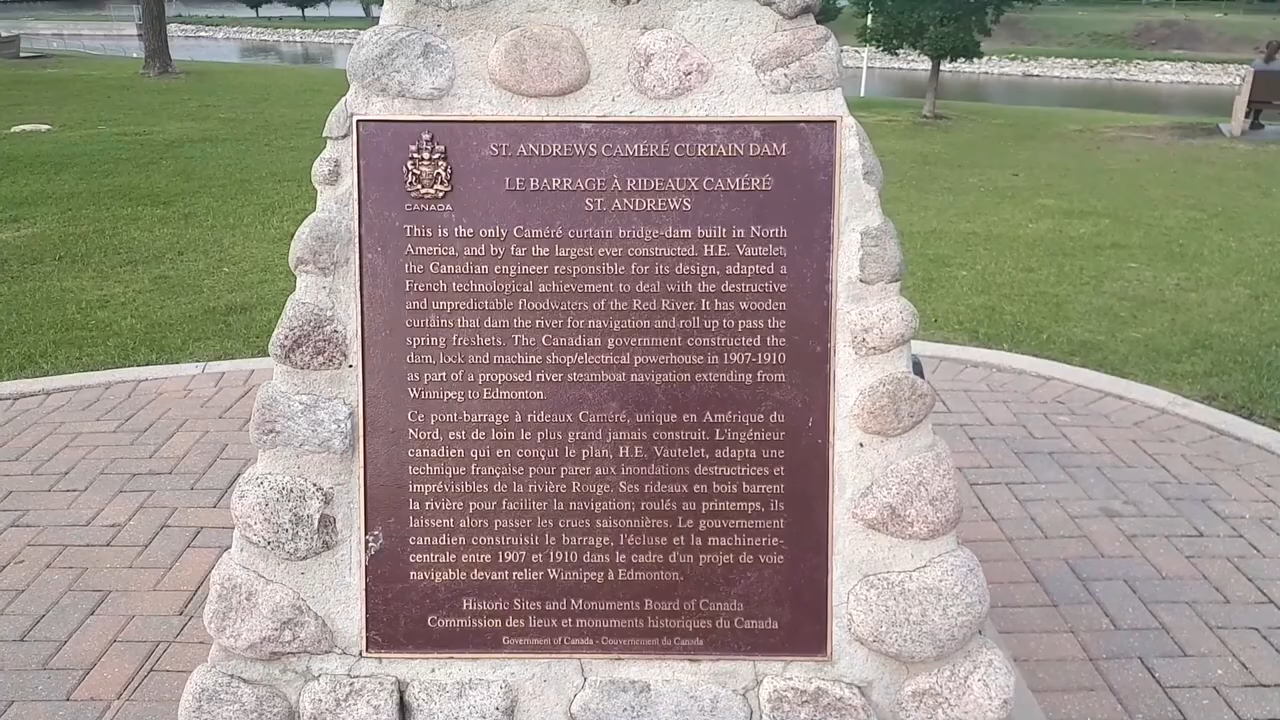 CANADA
ST. ANDREWS CAMÉRÉ CURTAIN DAM
LE BARRAGE À RIDEAUX CAMÉRÉ
ST. ANDREWS
This is the only Caméré curtain bridge-dam built in North
America, and by far the largest ever constructed. H.E. Vautelet,
the Canadian engineer responsible for its design, adapted a
French technological achievement to deal with the destructive
and unpredictable floodwaters of the Red River. It has wooden
curtains that dam the river for navigation and roll up to pass the
spring freshets. The Canadian government constructed the
dam, lock and machine shop/electrical powerhouse in 1907-1910
as part of a proposed river steamboat navigation extending from
Winnipeg to Edmonton.
Ce pont-barrage à rideaux Caméré, unique en Amérique du
Nord, est de loin le plus grand jamais construit. L'ingénieur
canadien qui en conçut le plan, H.E. Vautelet, adapta une
technique française pour parer aux inondations destructrices et
imprévisibles de la rivière Rouge. Ses rideaux en bois barrent
la rivière pour faciliter la navigation; roulés au printemps, ils
laissent alors passer les crues saisonnières. Le gouvernement
canadien construisit le barrage, l'écluse et la machinerie-
centrale entre 1907 et 1910 dans le cadre d'un projet de voie
navigable devant relier Winnipeg à Edmonton.
Historic Sites and Monuments Board of Canada
Commission des lieux et monuments historiques du Canada
Government of Canada - Gouvernement du Canada